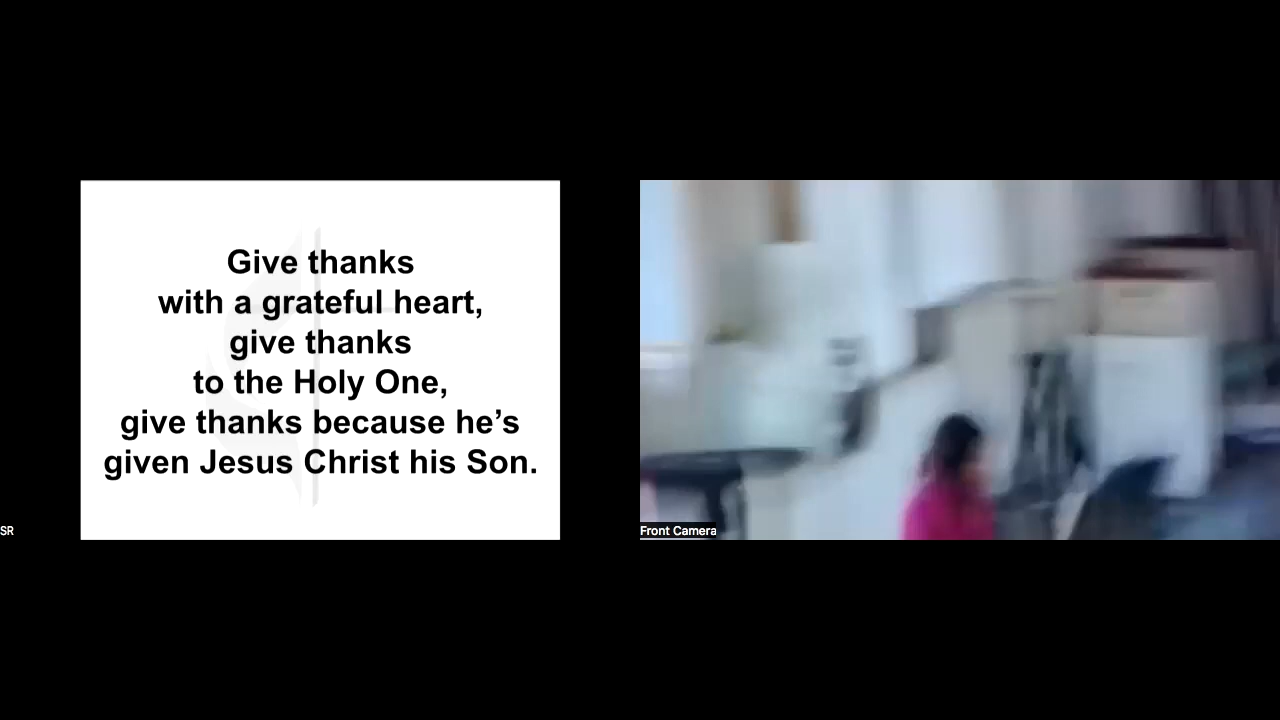 Give thanks
with a grateful heart,
give thanks
to the Holy One,
give thanks because he’s
given Jesus Christ his Son.
SR
Front Camera